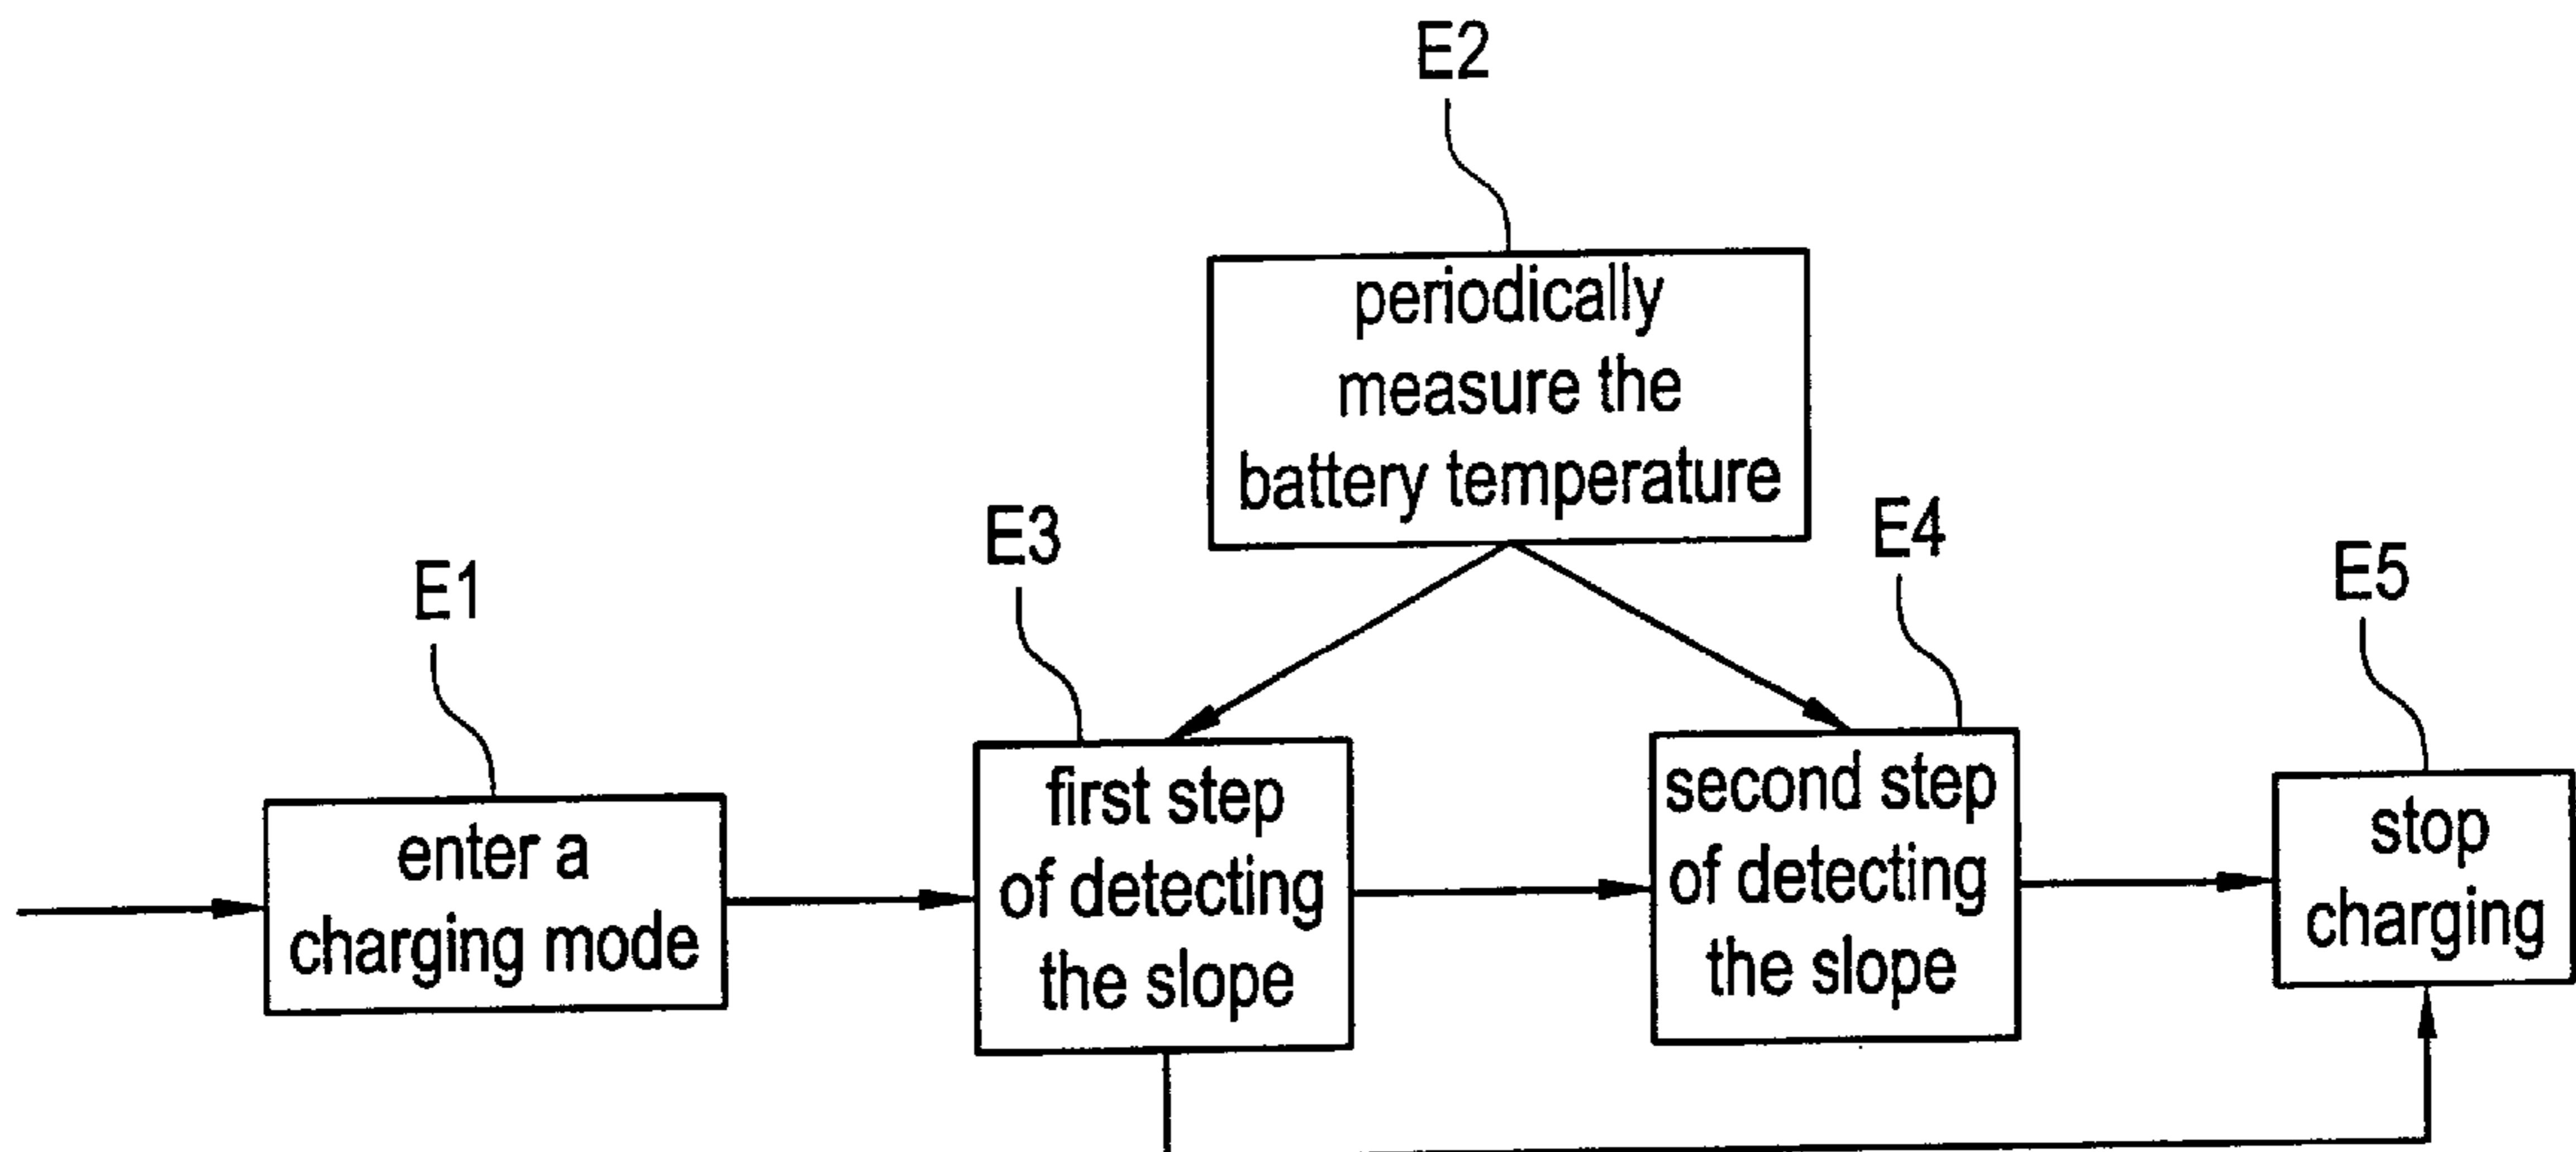 E2
periodically
measure the
battery temperature
E1
enter a
charging mode
E3
first step
of detecting
the slope
E4
second step
of detecting
the slope
E5
stop
charging